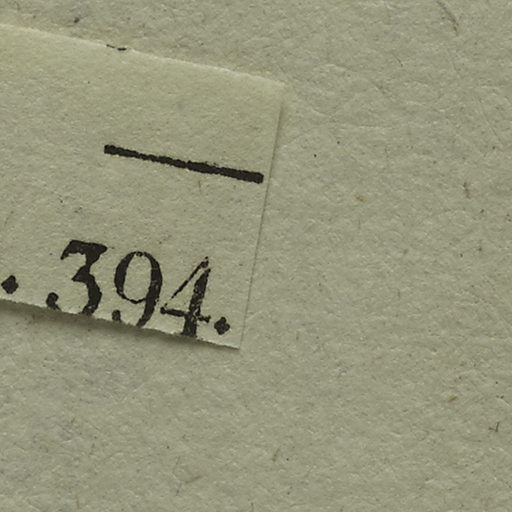 —
. 394.